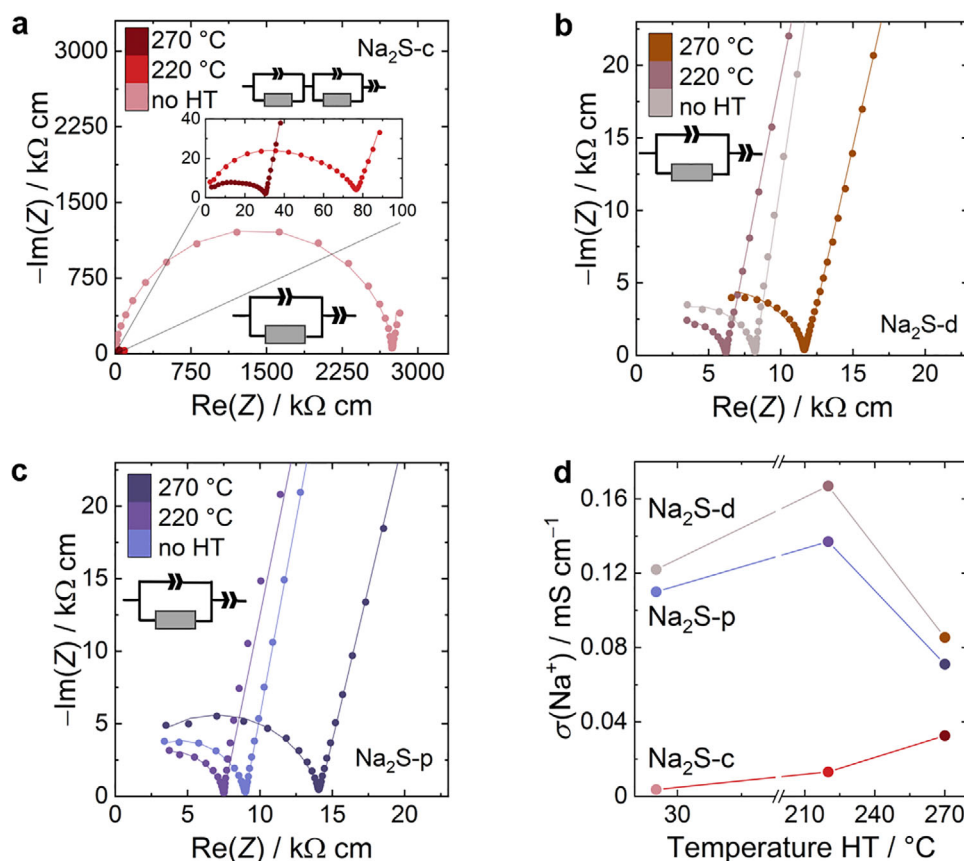 a
270 °C
220 °C
no HT
Na₂S-c
3000
2250
1500
750
0
−Im(Z) / kΩ cm
40
20
0
0 20 40 60 80 100
0 750 1500 2250 3000
Re(Z) / kΩ cm
b
270 °C
220 °C
no HT
Na₂S-d
20
15
10
5
0
−Im(Z) / kΩ cm
0 5 10 15 20
Re(Z) / kΩ cm
c
270 °C
220 °C
no HT
Na₂S-p
20
15
10
5
0
−Im(Z) / kΩ cm
0 5 10 15 20
Re(Z) / kΩ cm
d
Na₂S-d
Na₂S-p
Na₂S-c
0.16
0.12
0.08
0.04
0
σ(Na⁺) / mS cm⁻¹
30 210 240 270
Temperature HT / °C